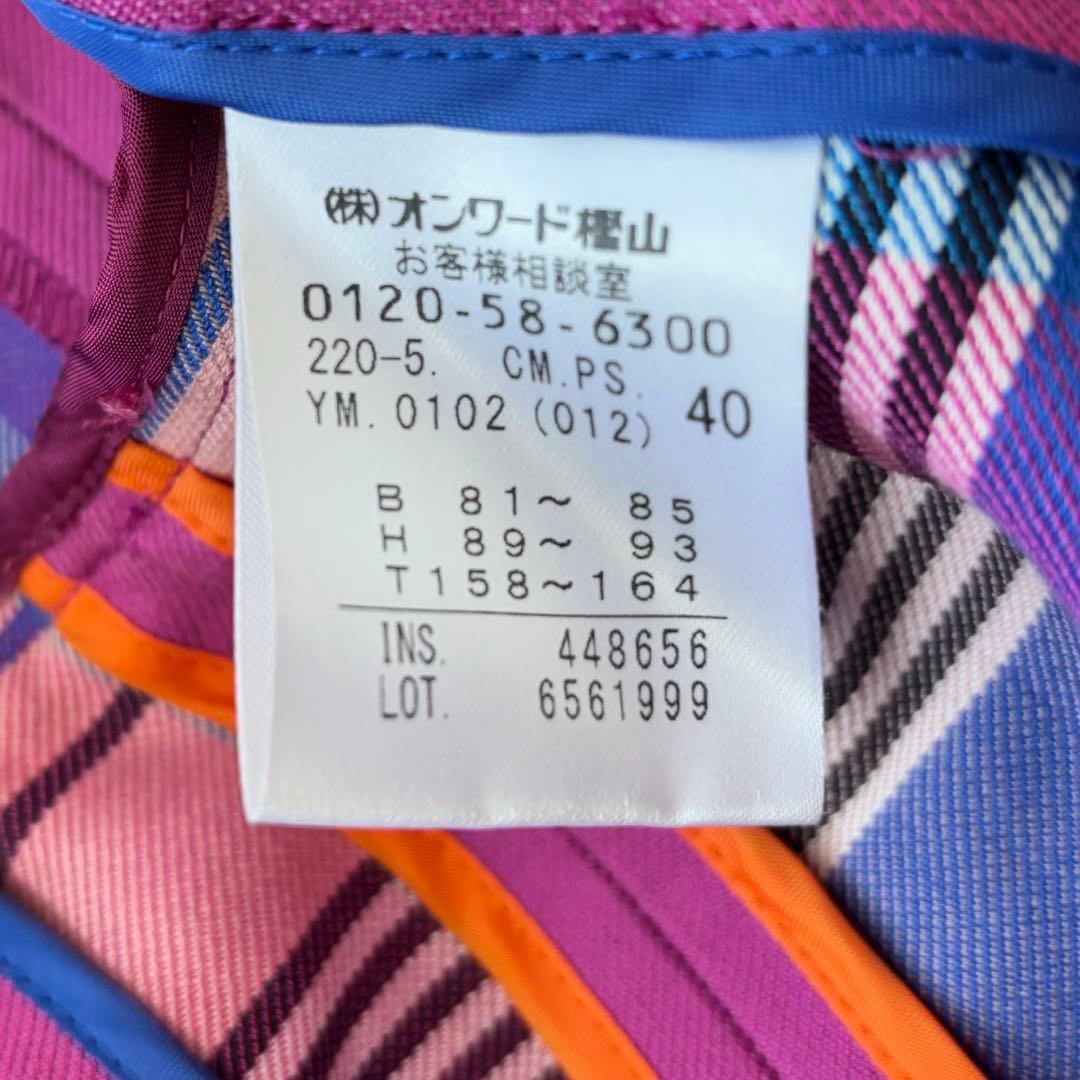 ㈱オンワード樫山
お客様相談室
0120-58-6300
220-5. CM.PS.
YM.0102(012) 40
B 81〜 85
H 89〜 93
T158〜164
INS. 448656
LOT. 6561999